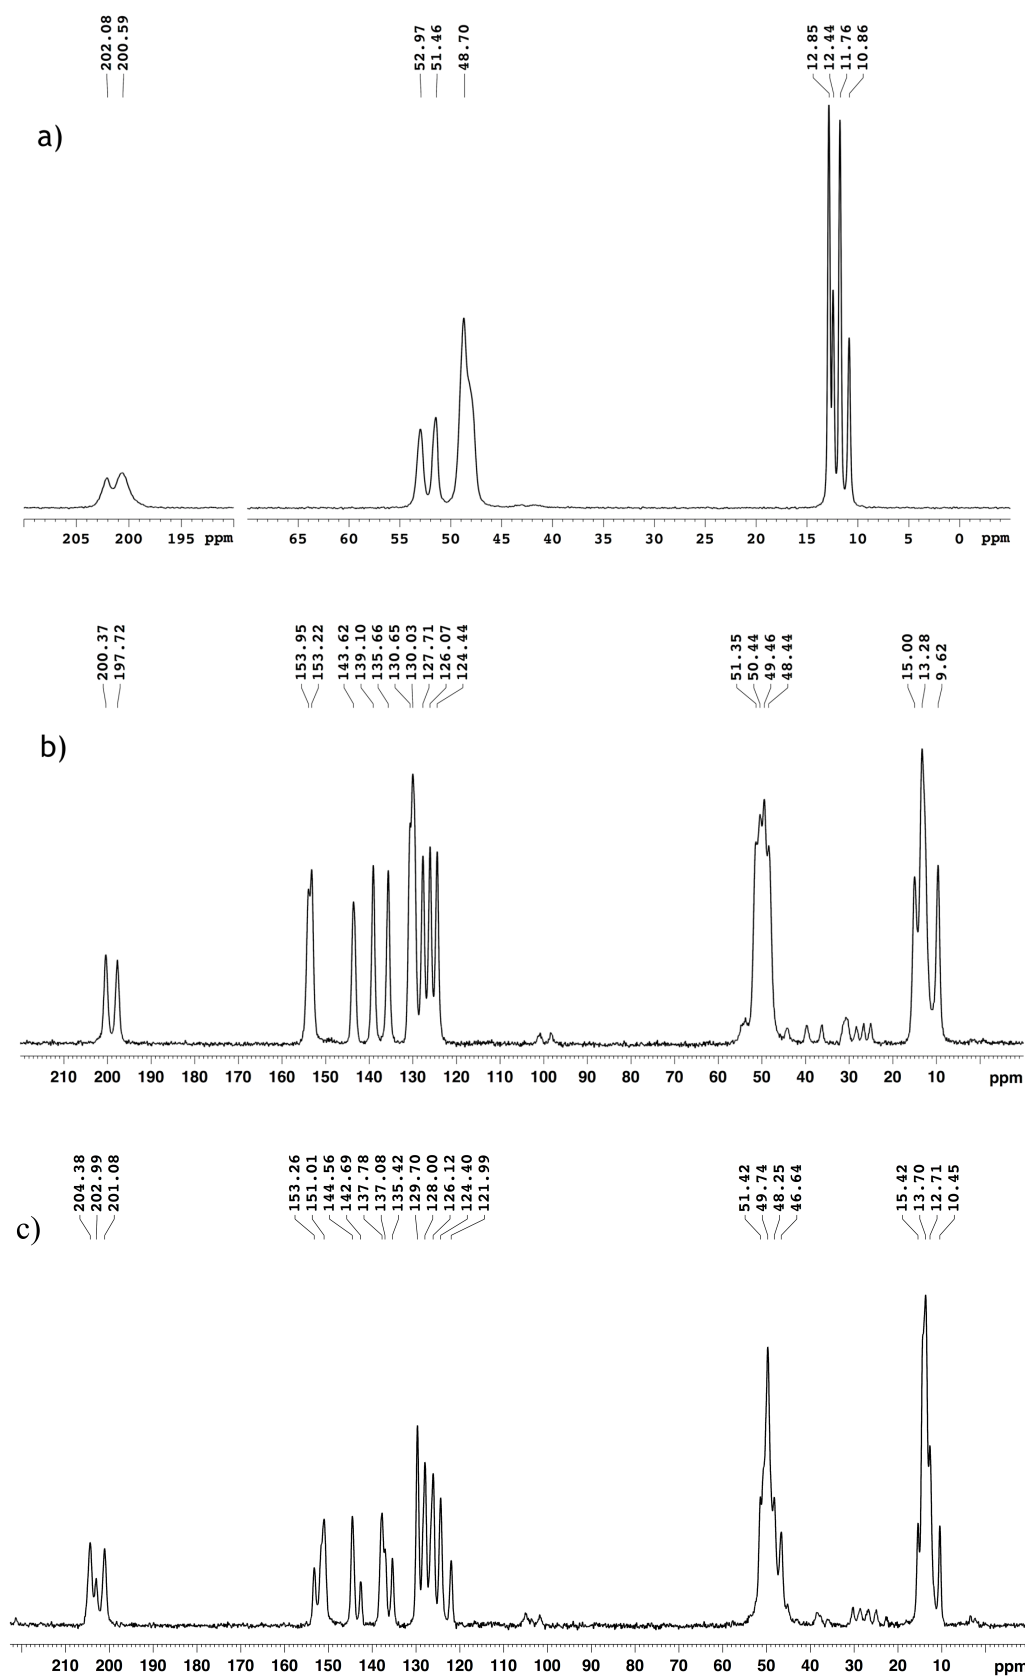 202.08 200.59 52.97 51.46 48.70 12.85 12.44 11.76 10.86
a)
205 200 195 ppm 65 60 55 50 45 40 35 30 25 20 15 10 5 0 ppm
200.37 197.72 153.95 153.22 143.62 139.10 135.66 130.65 130.03 127.71 126.07 124.44 51.35 50.44 49.46 48.44 15.00 13.28 9.62
b)
210 200 190 180 170 160 150 140 130 120 110 100 90 80 70 60 50 40 30 20 10 ppm
204.38 202.99 201.08 153.26 151.01 144.56 142.69 137.78 137.08 135.42 129.70 128.00 126.12 124.40 121.99 51.42 49.74 48.25 46.64 15.42 13.70 12.71 10.45
c)
210 200 190 180 170 160 150 140 130 120 110 100 90 80 70 60 50 40 30 20 10 ppm